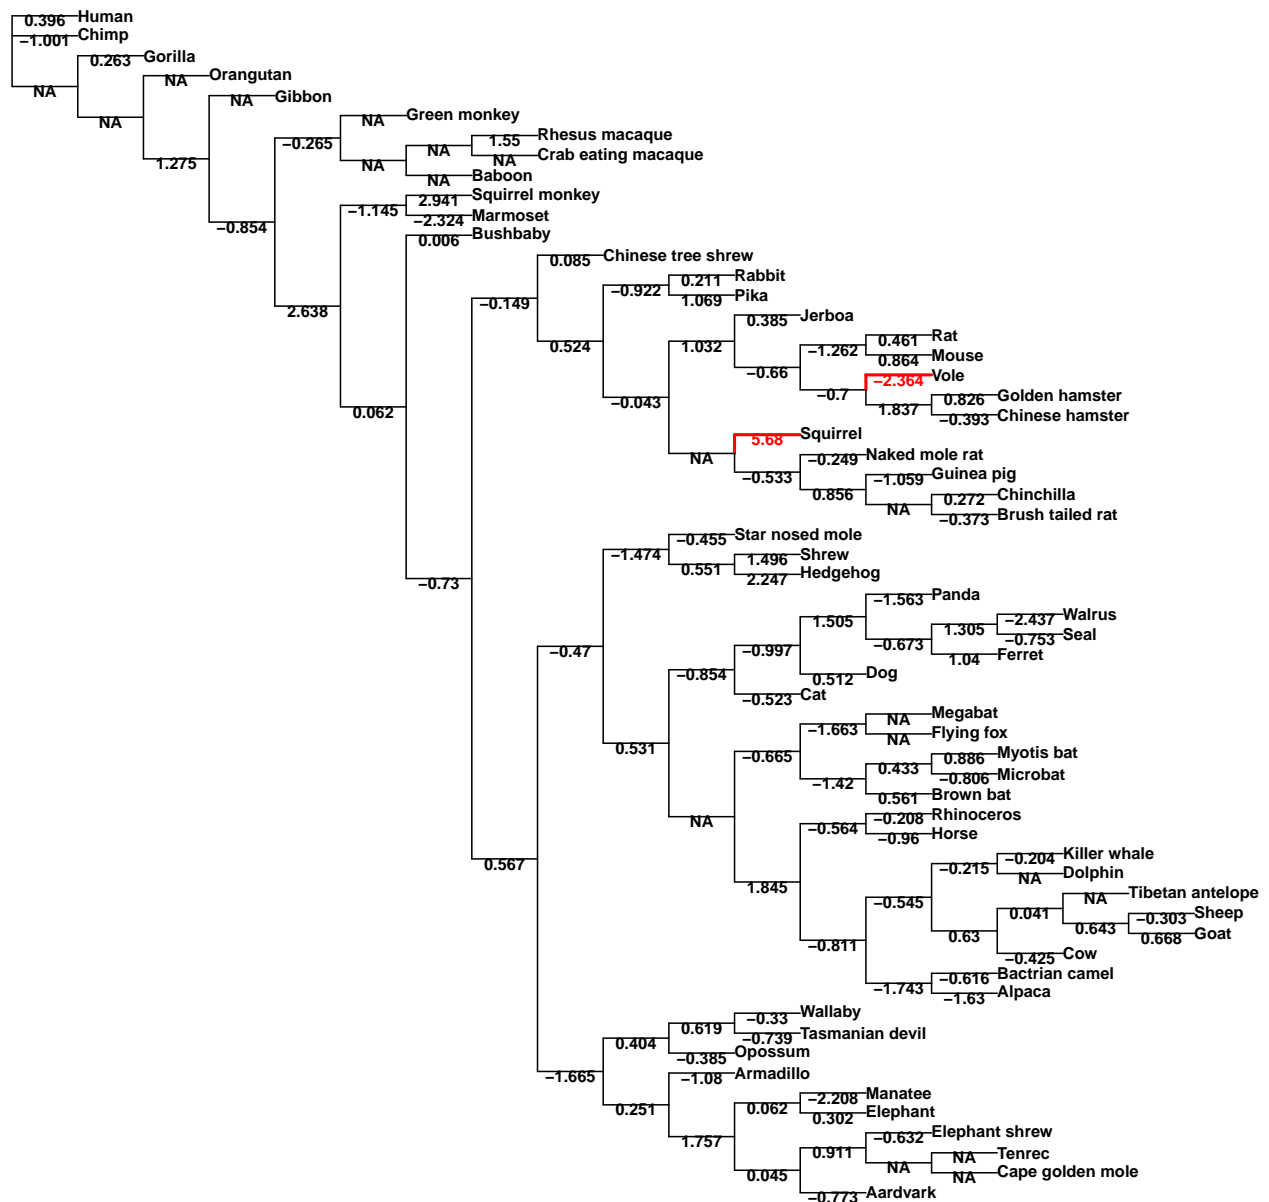 Human
0.396
Chimp
−1.001
Gorilla
0.263
Orangutan
NA
NA
Gibbon
NA
NA
Green monkey
NA
Rhesus macaque
1.55
−0.265
NA
Crab eating macaque
NA
1.275
NA
Baboon
NA
Squirrel monkey
2.941
−1.145
Marmoset
−2.324
−0.854
Bushbaby
0.006
Chinese tree shrew
0.085
Rabbit
0.211
−0.922
Pika
1.069
−0.149
2.638
Jerboa
0.385
Rat
0.461
1.032
0.524
−1.262
Mouse
0.864
−0.66
Vole
−2.364
−0.7
Golden hamster
0.826
−0.043
1.837
Chinese hamster
−0.393
0.062
Squirrel
5.68
Naked mole rat
−0.249
NA
Guinea pig
−1.059
−0.533
Chinchilla
0.272
0.856
NA
Brush tailed rat
−0.373
Star nosed mole
−0.455
−1.474
Shrew
1.496
0.551
Hedgehog
2.247
−0.73
Panda
−1.563
Walrus
−2.437
1.505
1.305
Seal
−0.753
−0.673
−0.997
−0.47
Ferret
1.04
Dog
0.512
−0.854
Cat
−0.523
Megabat
NA
−1.663
Flying fox
NA
0.531
−0.665
Myotis bat
0.886
0.433
Microbat
−0.806
−1.42
Brown bat
0.561
Rhinoceros
−0.208
NA
−0.564
Horse
−0.96
Killer whale
−0.204
0.567
−0.215
Dolphin
NA
1.845
Tibetan antelope
NA
−0.545
0.041
Sheep
−0.303
0.643
Goat
0.668
0.63
−0.811
Cow
−0.425
Bactrian camel
−0.616
−1.743
Alpaca
−1.63
Wallaby
−0.33
0.619
Tasmanian devil
−0.739
0.404
Opossum
−0.385
−1.665
Armadillo
−1.08
Manatee
−2.208
0.251
0.062
Elephant
0.302
Elephant shrew
−0.632
1.757
0.911
Tenrec
NA
NA
Cape golden mole
NA
0.045
Aardvark
−0.773